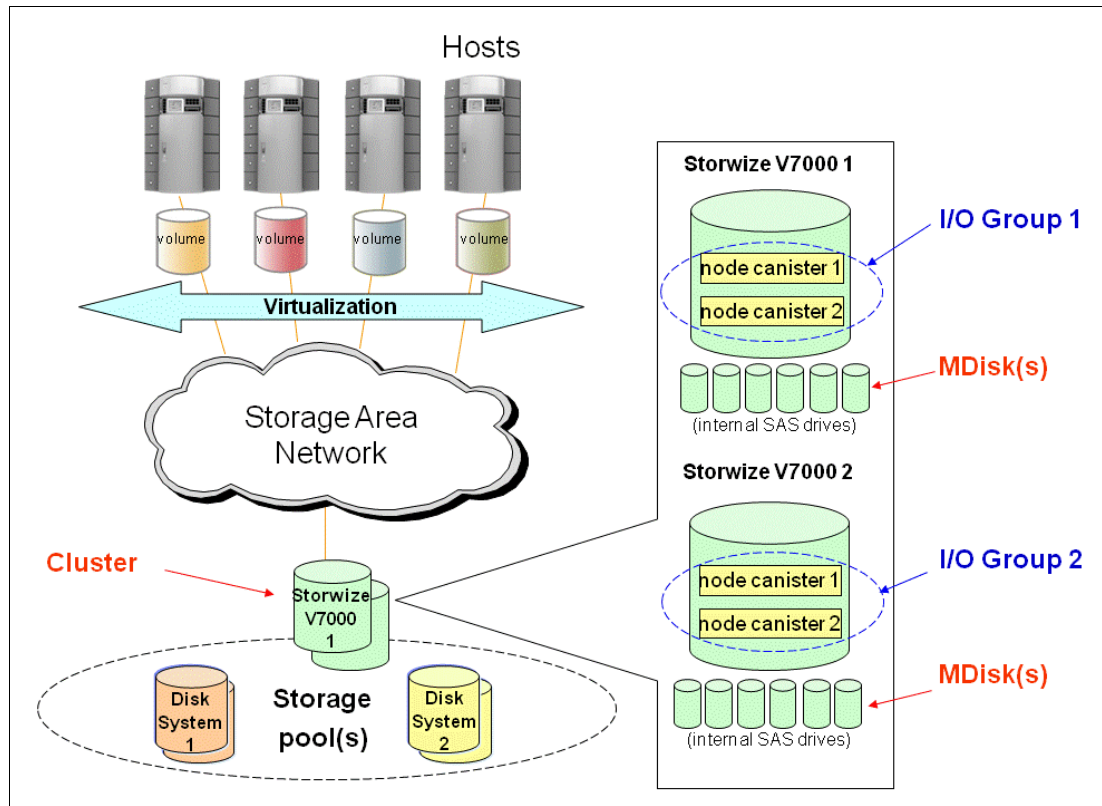 Hosts
volume
volume
volume
volume
Virtualization
Storage Area
Network
Cluster
Storwize
V7000
1
Disk
System
1
Storage
pool(s)
Disk
System
2
Storwize V7000 1
node canister 1
node canister 2
I/O Group 1
MDisk(s)
(internal SAS drives)
Storwize V7000 2
node canister 1
node canister 2
I/O Group 2
MDisk(s)
(internal SAS drives)